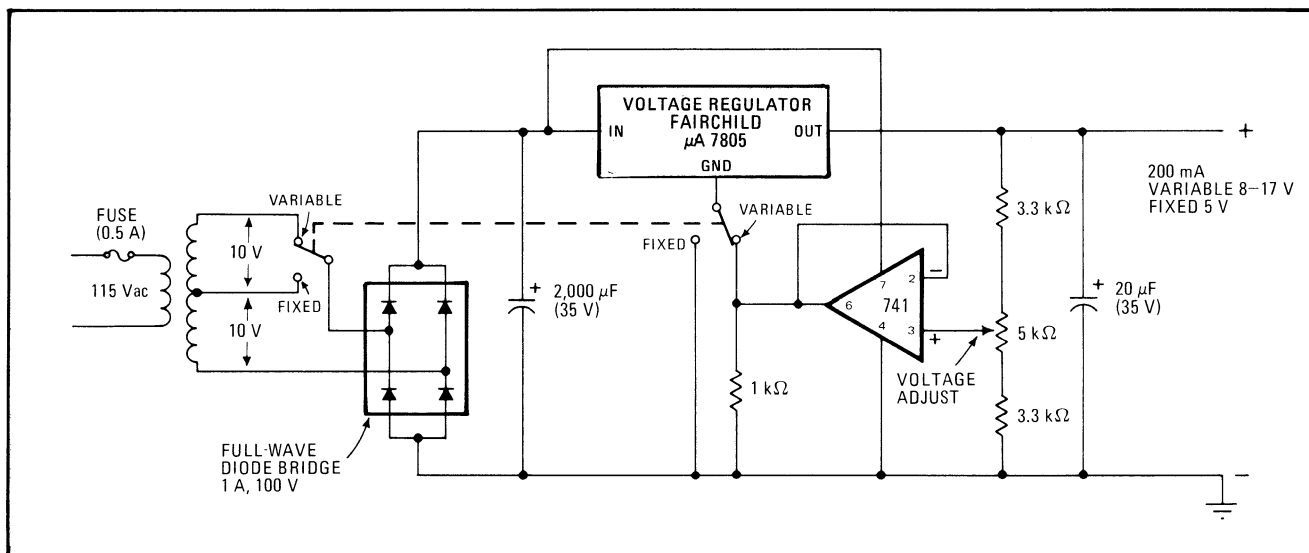 VOLTAGE REGULATOR
FAIRCHILD
µA 7805
IN
OUT
GND
+
200 mA
VARIABLE 8–17 V
FIXED 5 V
FUSE
(0.5 A)
115 Vac
10 V
10 V
VARIABLE
FIXED
+
2,000 µF
(35 V)
FIXED
VARIABLE
1 kΩ
7
2
–
6
741
4
3
+
VOLTAGE
ADJUST
3.3 kΩ
5 kΩ
3.3 kΩ
+
20 µF
(35 V)
FULL-WAVE
DIODE BRIDGE
1 A, 100 V
–